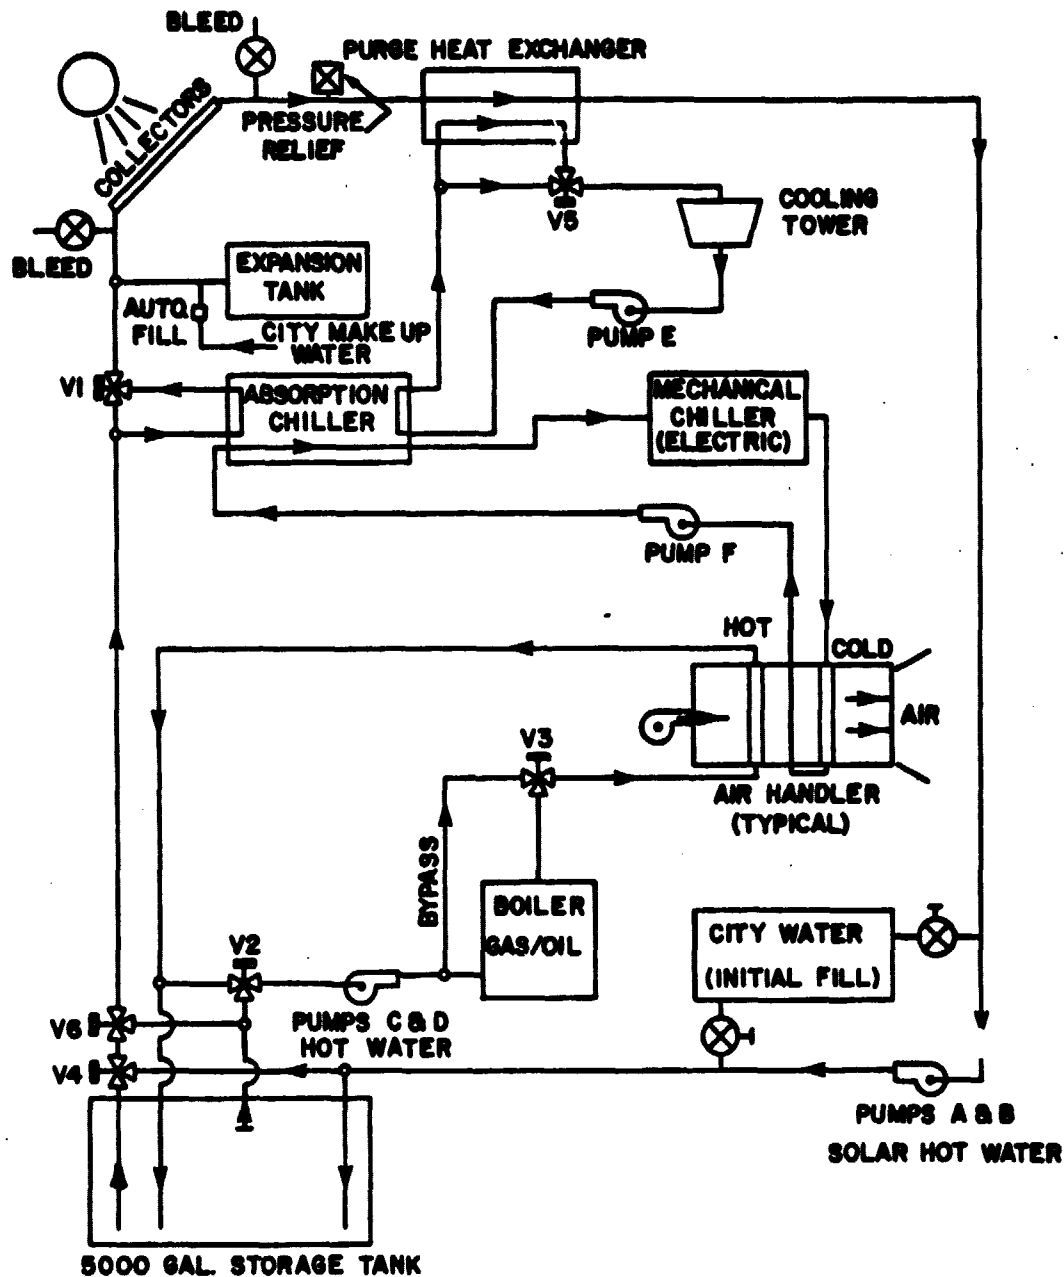 BLEED
PURGE HEAT EXCHANGER
COLLECTORS
PRESSURE
RELIEF
V5
COOLING
TOWER
BLEED
EXPANSION
TANK
AUTO
FILL
CITY MAKE UP
WATER
PUMP E
V1
ABSORPTION
CHILLER
MECHANICAL
CHILLER
(ELECTRIC)
PUMP F
HOT
COLD
AIR
V3
AIR HANDLER
(TYPICAL)
BYPASS
BOILER
GAS/OIL
CITY WATER
(INITIAL FILL)
V2
V6
PUMPS C & D
HOT WATER
V4
PUMPS A & B
SOLAR HOT WATER
5000 GAL. STORAGE TANK